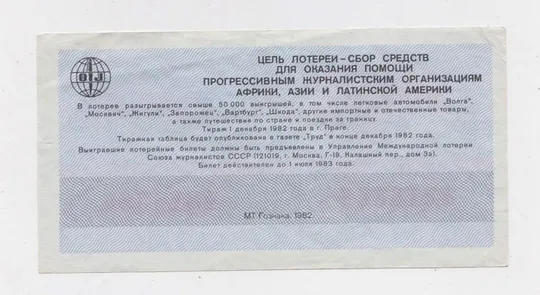 OIJ
ЦЕЛЬ ЛОТЕРЕИ – СБОР СРЕДСТВ
ДЛЯ ОКАЗАНИЯ ПОМОЩИ
ПРОГРЕССИВНЫМ ЖУРНАЛИСТСКИМ ОРГАНИЗАЦИЯМ
АФРИКИ, АЗИИ И ЛАТИНСКОЙ АМЕРИКИ
В лотерее разыгрывается свыше 50 000 выигрышей, в том числе легковые автомобили „Волга“,
„Москвич“, „Жигули“, „Запорожец“, „Вартбург“, „Шкода“, другие импортные и отечественные товары,
а также путешествия по стране и поездки за границу.
Тираж 1 декабря 1982 года в г. Праге.
Тиражная таблица будет опубликована в газете „Труд“ в конце декабря 1982 года.
Выигравшие лотерейные билеты должны быть предъявлены в Управление Международной лотереи
Союза журналистов СССР (121019, г. Москва, Г-19, Калашный пер., дом 3а).
Билет действителен до 1 июля 1983 года.
МТ Гознака. 1982.